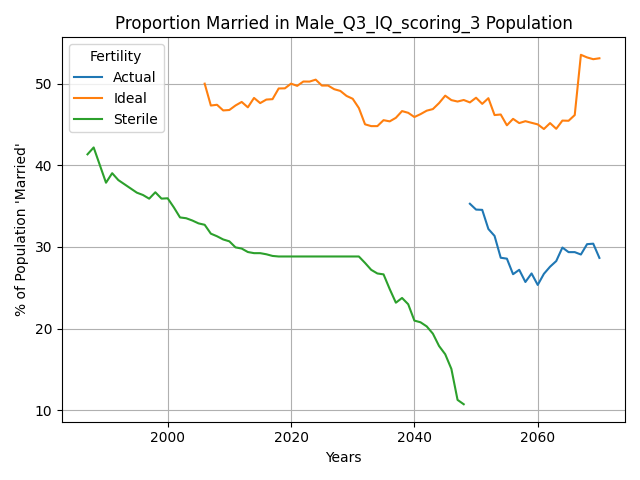 Proportion Married in Male_Q3_IQ_scoring_3 Population
Fertility
Actual
Ideal
Sterile
% of Population 'Married'
50
40
30
20
10
2000 2020 2040 2060
Years